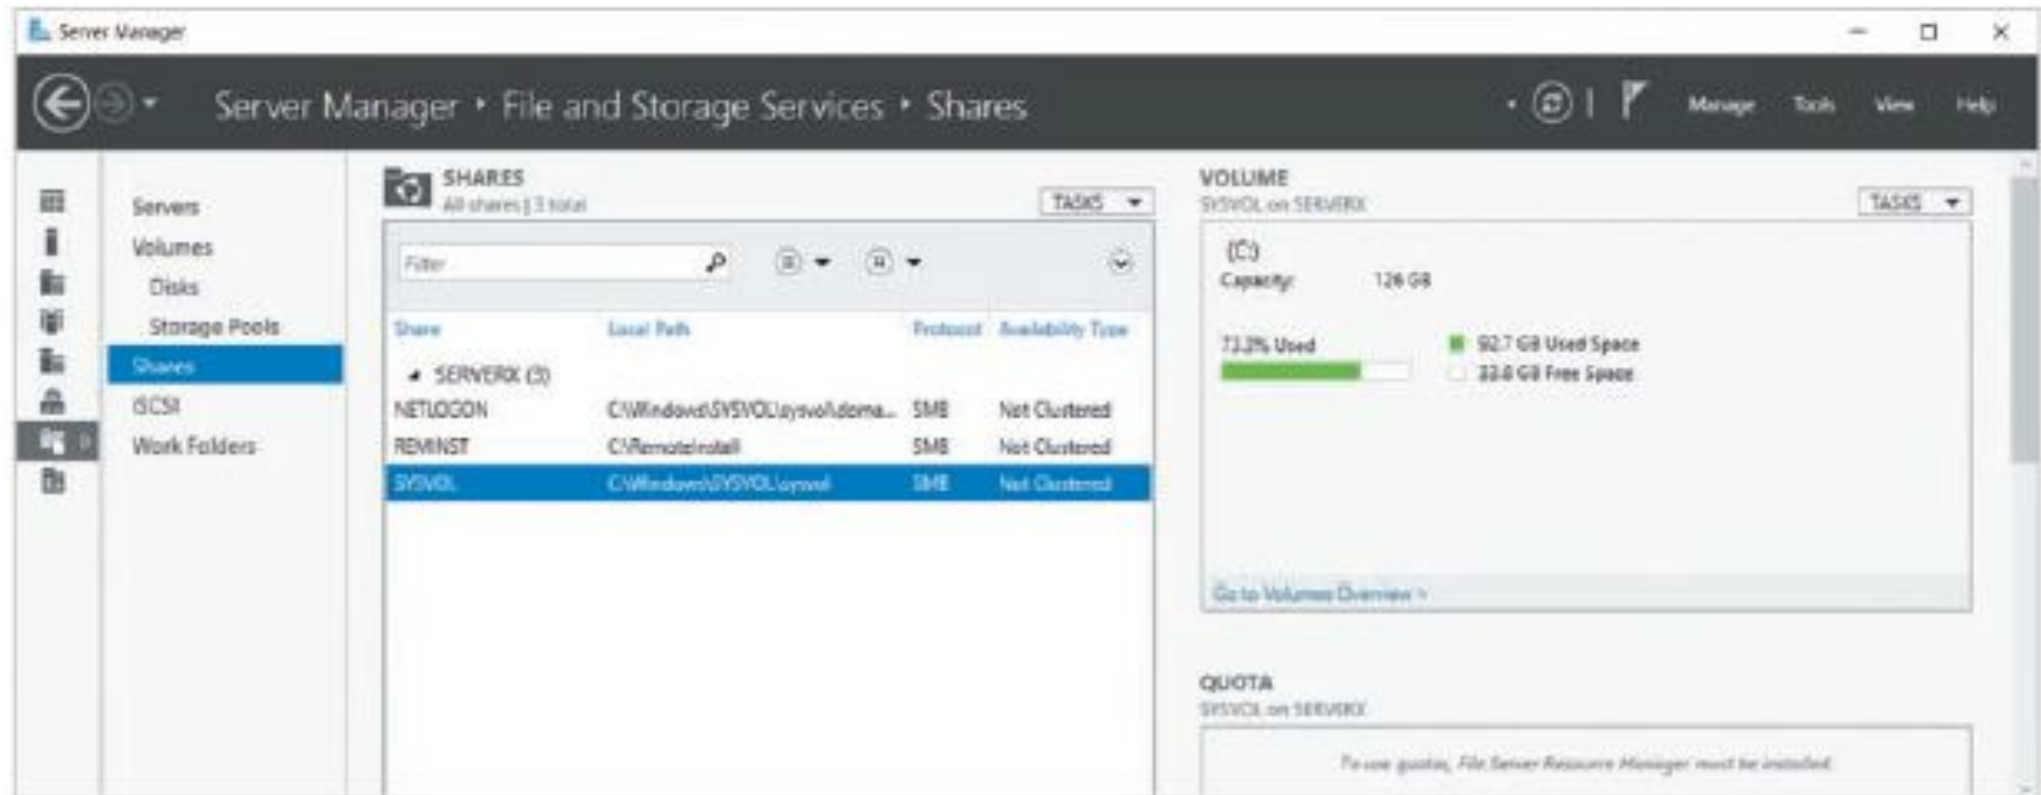 Server Manager
Server Manager ‣ File and Storage Services ‣ Shares
Manage Tools View Help
Servers
Volumes
Disks
Storage Pools
Shares
iSCSI
Work Folders
SHARES
All shares | 3 total
TASKS
Filter
Share Local Path Protocol Availability Type
SERVERX (3)
NETLOGON C:\Windows\SYSVOL\sysvol\doma... SMB Not Clustered
REMINST C:\RemoteInstall SMB Not Clustered
SYSVOL C:\Windows\SYSVOL\sysvol SMB Not Clustered
VOLUME
SYSVOL on SERVERX
TASKS
(C:)
Capacity: 126 GB
73.3% Used
92.7 GB Used Space
33.8 GB Free Space
Go to Volumes Overview >
QUOTA
SYSVOL on SERVERX
To use quotas, File Server Resource Manager must be installed.